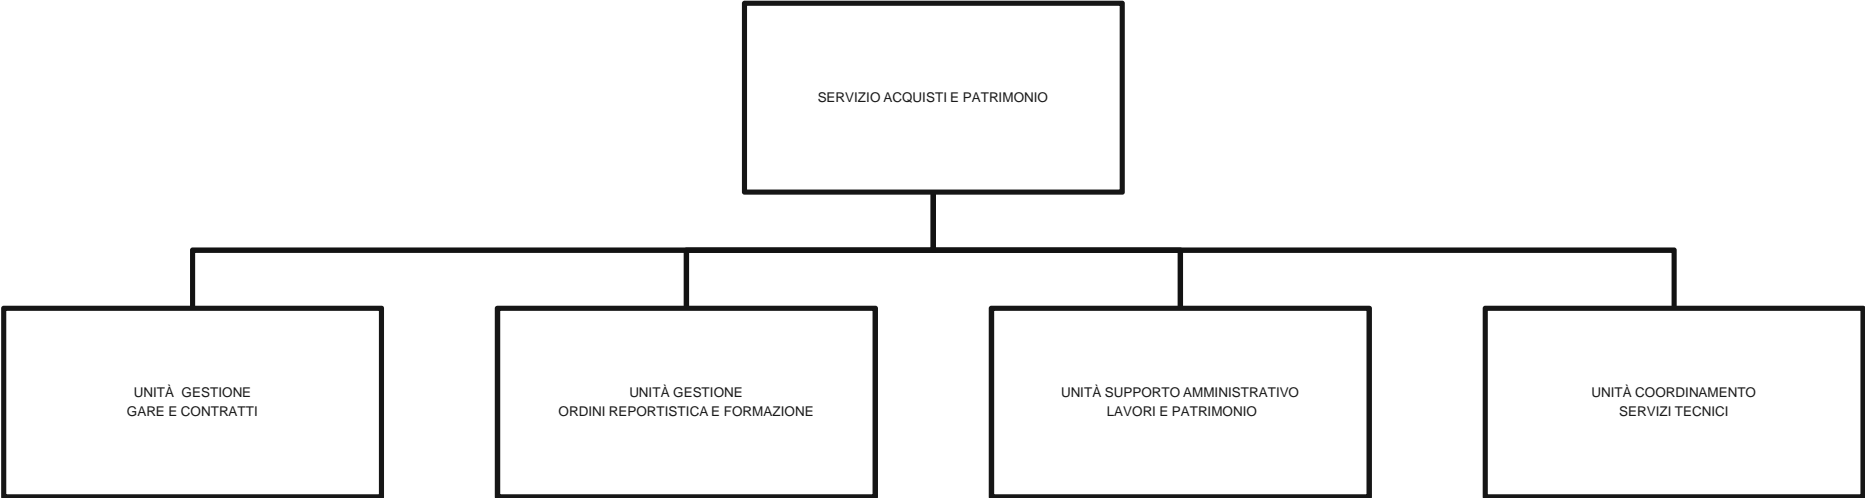 SERVIZIO ACQUISTI E PATRIMONIO
UNITÀ GESTIONE
GARE E CONTRATTI
UNITÀ GESTIONE
ORDINI REPORTISTICA E FORMAZIONE
UNITÀ SUPPORTO AMMINISTRATIVO
LAVORI E PATRIMONIO
UNITÀ COORDINAMENTO
SERVIZI TECNICI